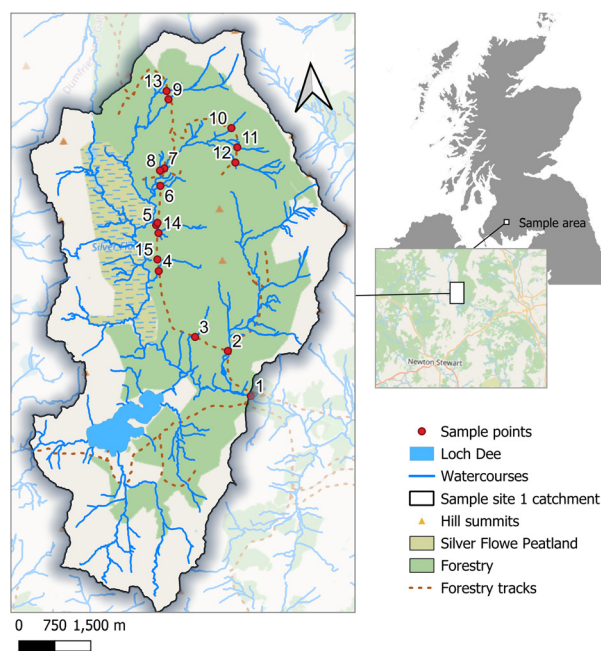 13
9
10
11
12
8
7
6
5
14
15
4
3
2
1
Sample area
Newton Stewart
Sample points
Loch Dee
Watercourses
Sample site 1 catchment
Hill summits
Silver Flowe Peatland
Forestry
Forestry tracks
0 750 1,500 m